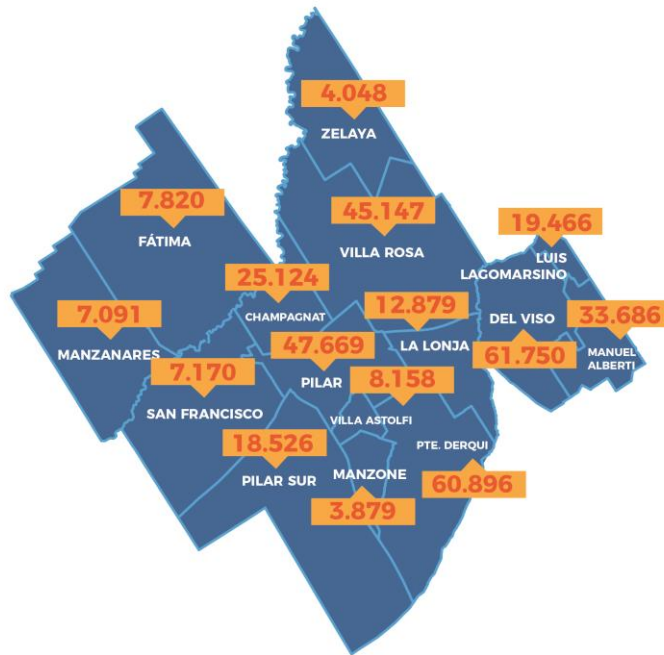 4.048
ZELAYA
7.820
FÁTIMA
45.147
VILLA ROSA
19.466
LUIS
LAGOMARSINO
25.124
CHAMPAGNAT
7.091
MANZANARES
12.879
LA LONJA
DEL VISO
61.750
33.686
MANUEL
ALBERTI
47.669
PILAR
7.170
SAN FRANCISCO
8.158
VILLA ASTOLFI
18.526
PILAR SUR
MANZONE
3.879
PTE. DERQUI
60.896